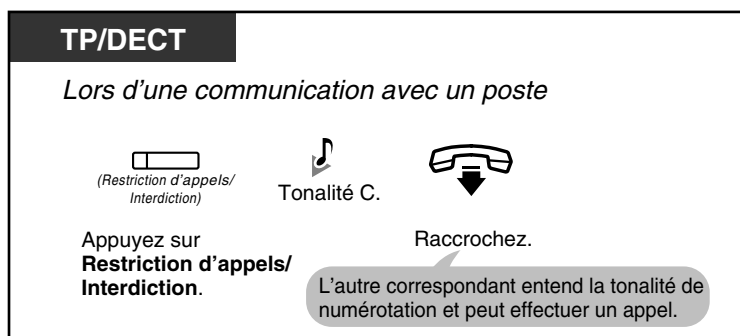 TP/DECT
Lors d'une communication avec un poste
(Restriction d'appels/
Interdiction)
Tonalité C.
Appuyez sur
Restriction d'appels/
Interdiction.
Raccrochez.
L'autre correspondant entend la tonalité de
numérotation et peut effectuer un appel.